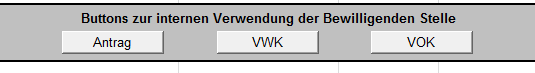 Buttons zur internen Verwendung der Bewilligenden Stelle
Antrag VWK VOK